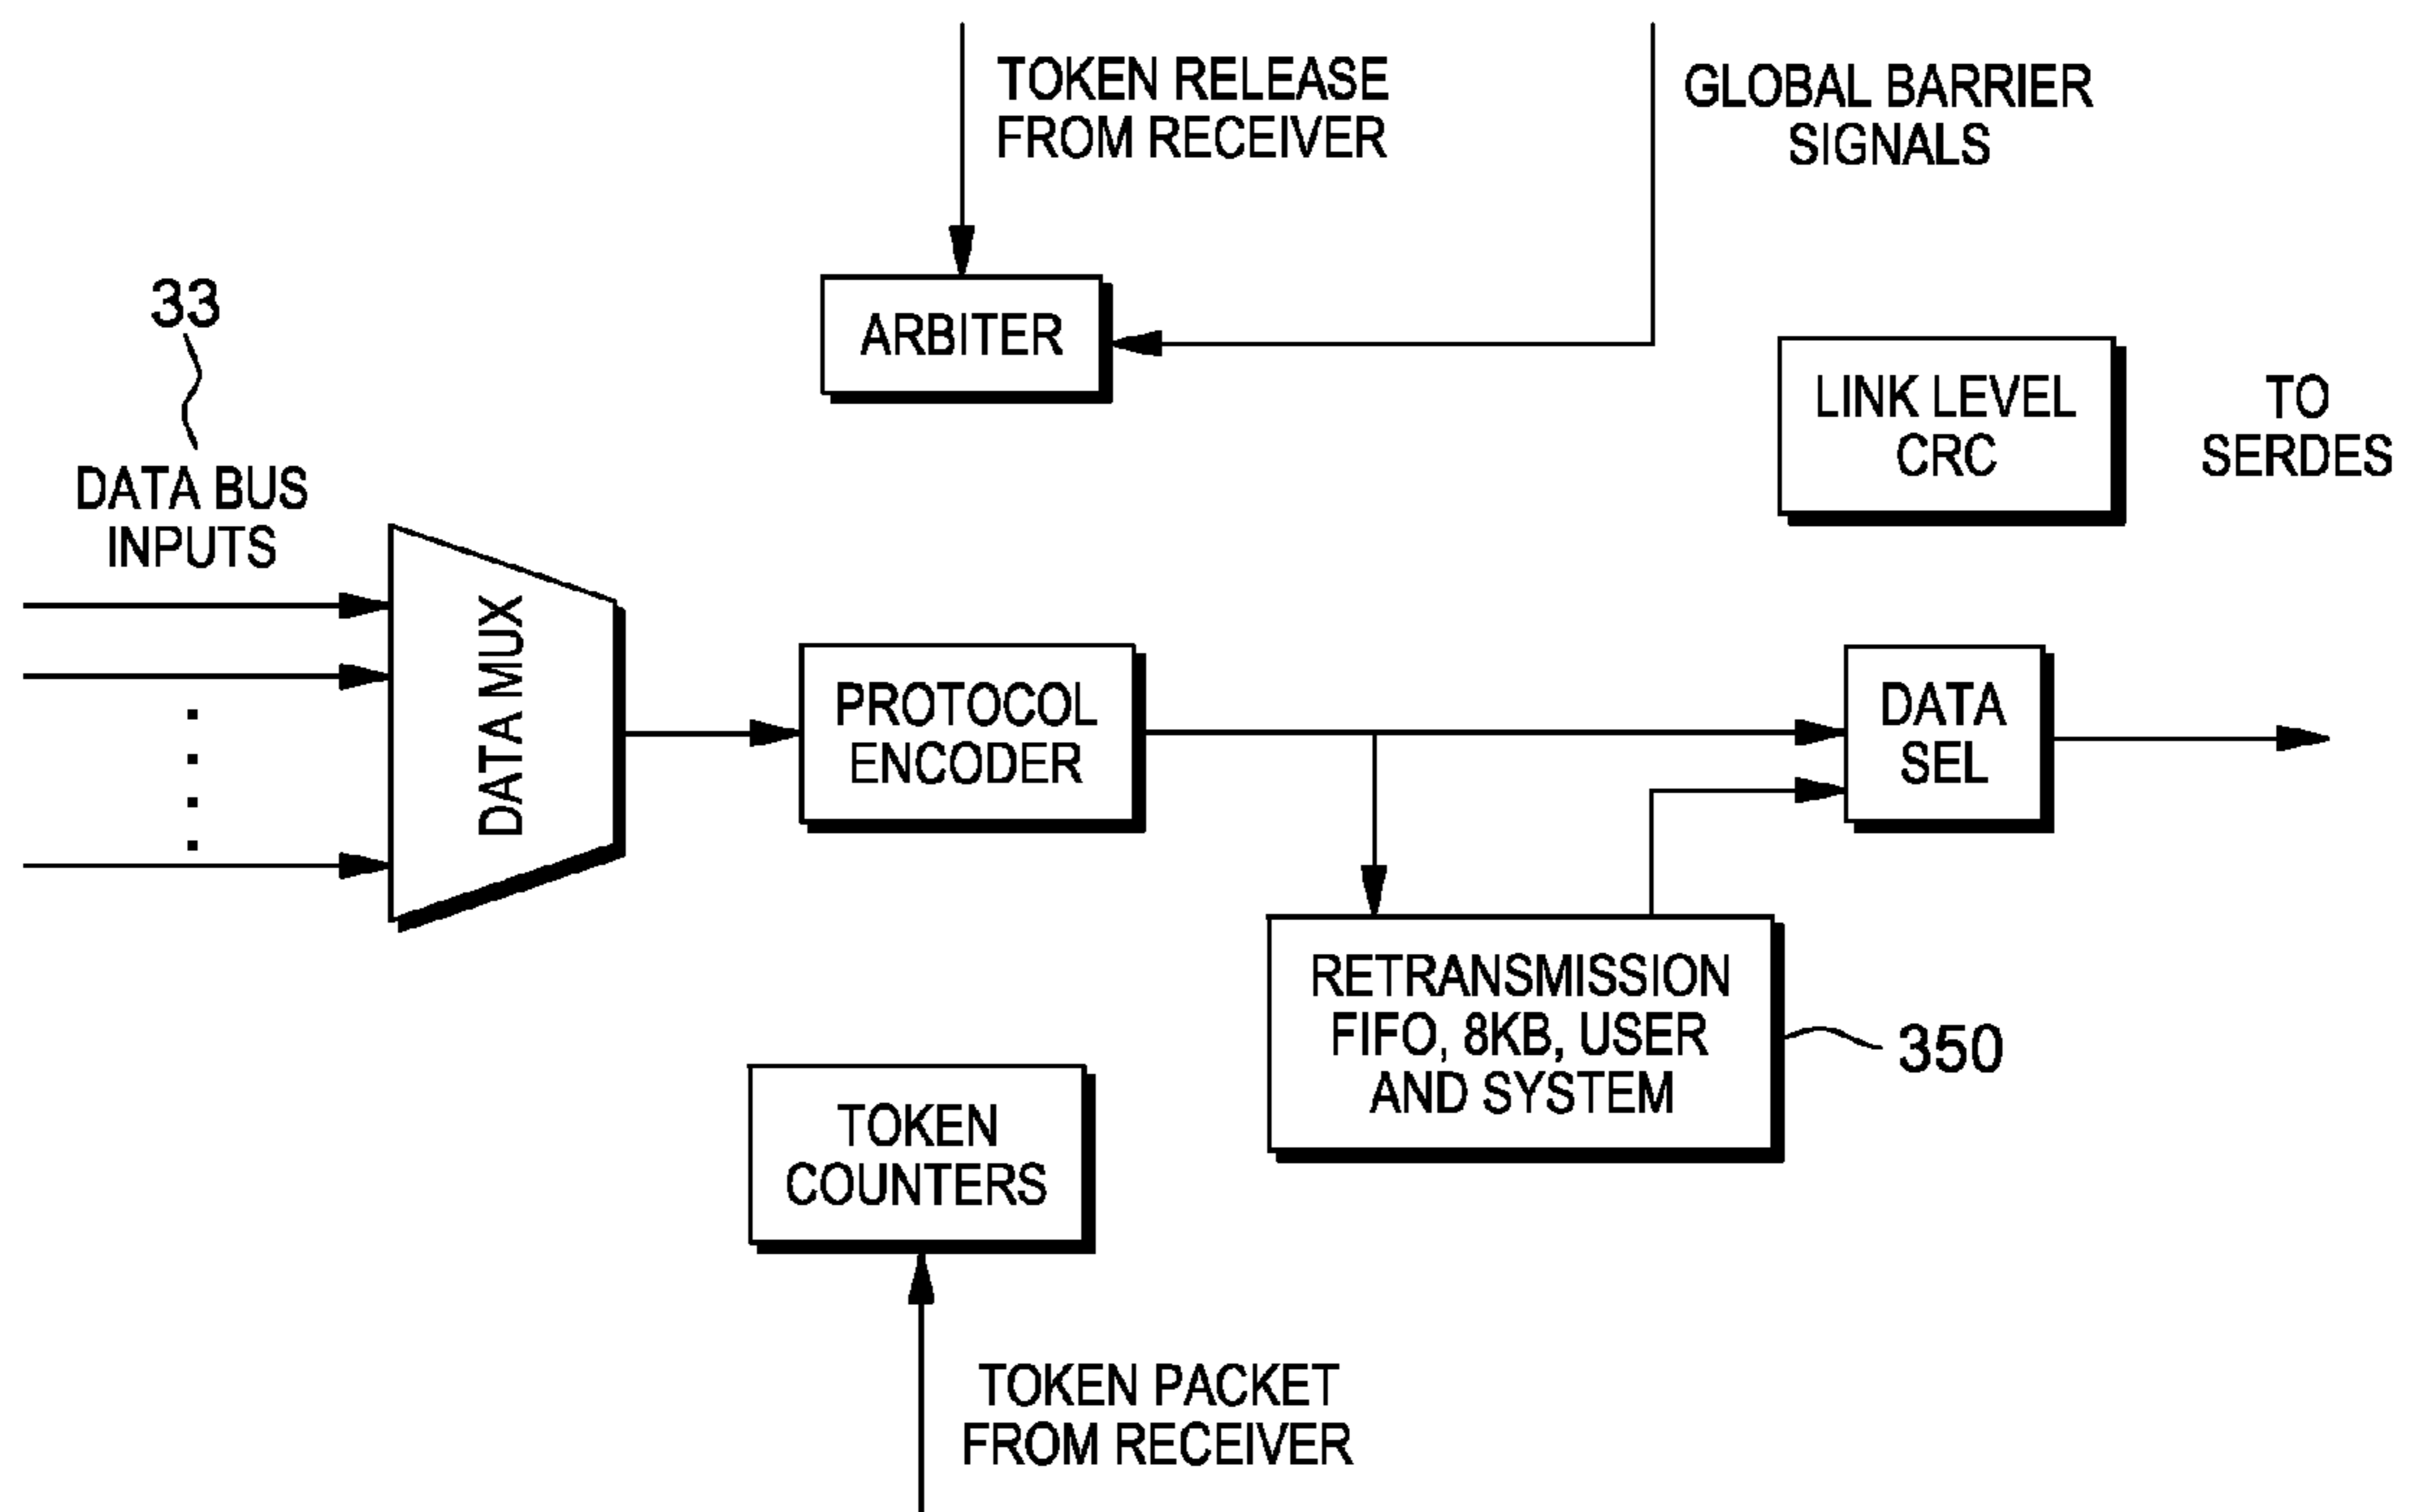 TOKEN RELEASE
FROM RECEIVER
GLOBAL BARRIER
SIGNALS
33
ARBITER
LINK LEVEL
CRC
TO
SERDES
DATA BUS
INPUTS
DATA MUX
PROTOCOL
ENCODER
DATA
SEL
RETRANSMISSION
FIFO, 8KB, USER
AND SYSTEM
350
TOKEN
COUNTERS
TOKEN PACKET
FROM RECEIVER